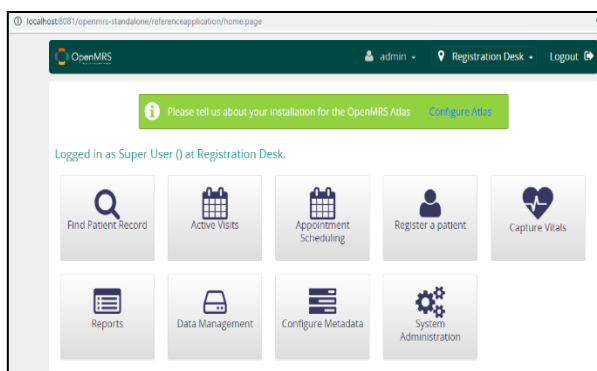 localhost:8081/openmrs-standalone/referenceapplication/home.page
OpenMRS
admin
Registration Desk
Logout
Please tell us about your installation for the OpenMRS Atlas Configure Atlas
Logged in as Super User () at Registration Desk.
Find Patient Record
Active Visits
Appointment
Scheduling
Register a patient
Capture Vitals
Reports
Data Management
Configure Metadata
System
Administration